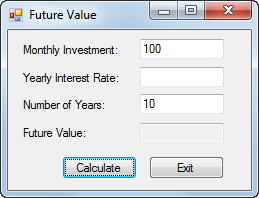 Future Value
Monthly Investment: 100
Yearly Interest Rate:
Number of Years: 10
Future Value:
Calculate Exit